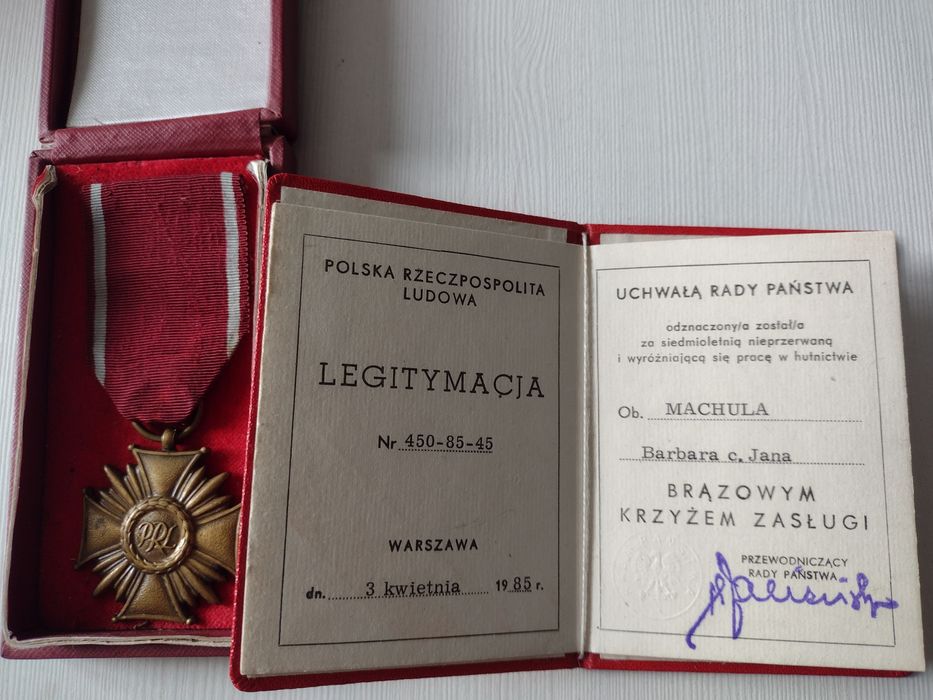 PRL
POLSKA RZECZPOSPOLITA
LUDOWA
LEGITYMACJA
Nr 450-85-45
WARSZAWA
dn. 3 kwietnia 1985 r.
UCHWAŁĄ RADY PAŃSTWA
odznaczony/a został/a
za siedmioletnią nieprzerwaną
i wyróżniającą się pracę w hutnictwie
Ob. MACHULA
Barbara c. Jana
BRĄZOWYM
KRZYŻEM ZASŁUGI
PRZEWODNICZĄCY
RADY PAŃSTWA